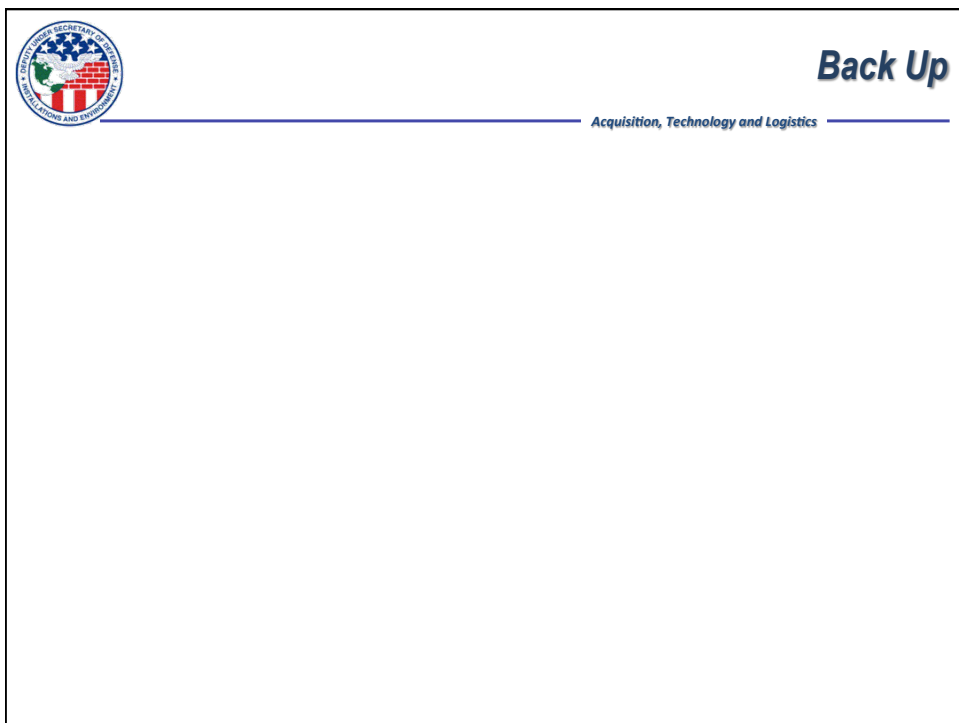 DEPUTY UNDER SECRETARY OF DEFENSE
INSTALLATIONS AND ENVIRONMENT
Back Up
Acquisition, Technology and Logistics